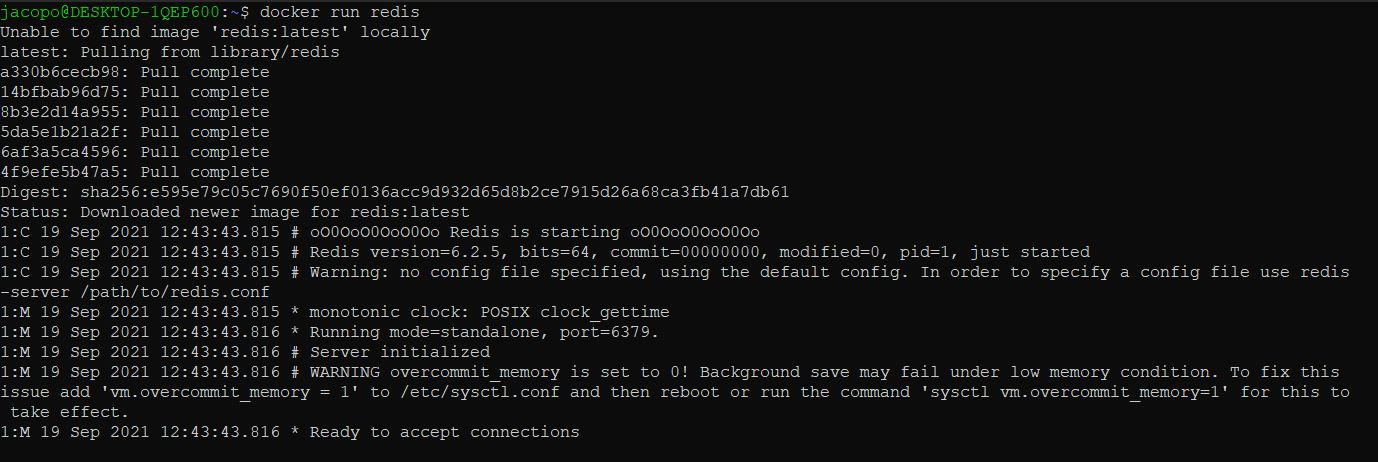 jacopo@DESKTOP-1QEP600:~$ docker run redis
Unable to find image 'redis:latest' locally
latest: Pulling from library/redis
a330b6cecb98: Pull complete
14bfbab96d75: Pull complete
8b3e2d14a955: Pull complete
5da5e1b21a2f: Pull complete
6af3a5ca4596: Pull complete
4f9efe5b47a5: Pull complete
Digest: sha256:e595e79c05c7690f50ef0136acc9d932d65d8b2ce7915d26a68ca3fb41a7db61
Status: Downloaded newer image for redis:latest
1:C 19 Sep 2021 12:43:43.815 # oO0OoO0OoO0Oo Redis is starting oO0OoO0OoO0Oo
1:C 19 Sep 2021 12:43:43.815 # Redis version=6.2.5, bits=64, commit=00000000, modified=0, pid=1, just started
1:C 19 Sep 2021 12:43:43.815 # Warning: no config file specified, using the default config. In order to specify a config file use redis
-server /path/to/redis.conf
1:M 19 Sep 2021 12:43:43.815 * monotonic clock: POSIX clock_gettime
1:M 19 Sep 2021 12:43:43.816 * Running mode=standalone, port=6379.
1:M 19 Sep 2021 12:43:43.816 # Server initialized
1:M 19 Sep 2021 12:43:43.816 # WARNING overcommit_memory is set to 0! Background save may fail under low memory condition. To fix this
issue add 'vm.overcommit_memory = 1' to /etc/sysctl.conf and then reboot or run the command 'sysctl vm.overcommit_memory=1' for this to
 take effect.
1:M 19 Sep 2021 12:43:43.816 * Ready to accept connections